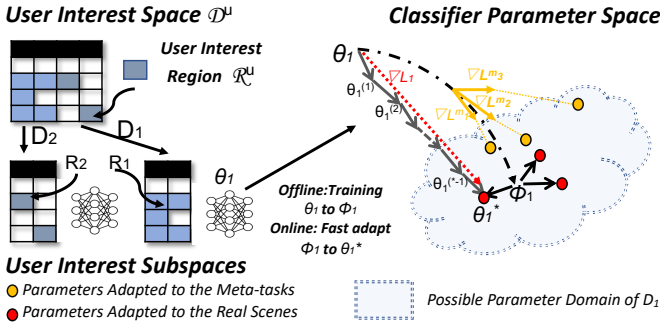 User Interest Space 𝒟ᵘ
User Interest
Region ℛᵘ
D₂
D₁
R₂
R₁
θ₁
Classifier Parameter Space
θ₁
θ₁⁽¹⁾
θ₁⁽²⁾
∇L₁
∇Lᵐ³
∇Lᵐ²
∇Lᵐ¹
θ₁⁽*⁻¹⁾
θ₁*
Φ₁
Offline:Training
θ₁ to Φ₁
Online: Fast adapt
Φ₁ to θ₁*
User Interest Subspaces
Parameters Adapted to the Meta-tasks
Parameters Adapted to the Real Scenes
Possible Parameter Domain of D₁